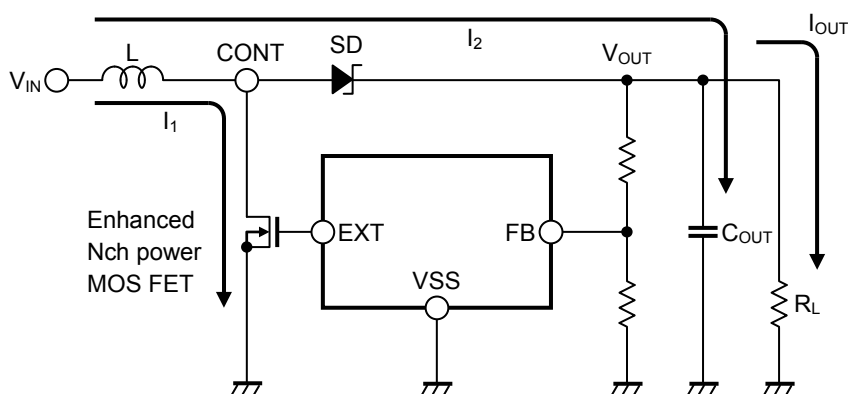 I2
IOUT
L
CONT
SD
VOUT
VIN
I1
Enhanced
Nch power
MOS FET
EXT
FB
VSS
COUT
RL